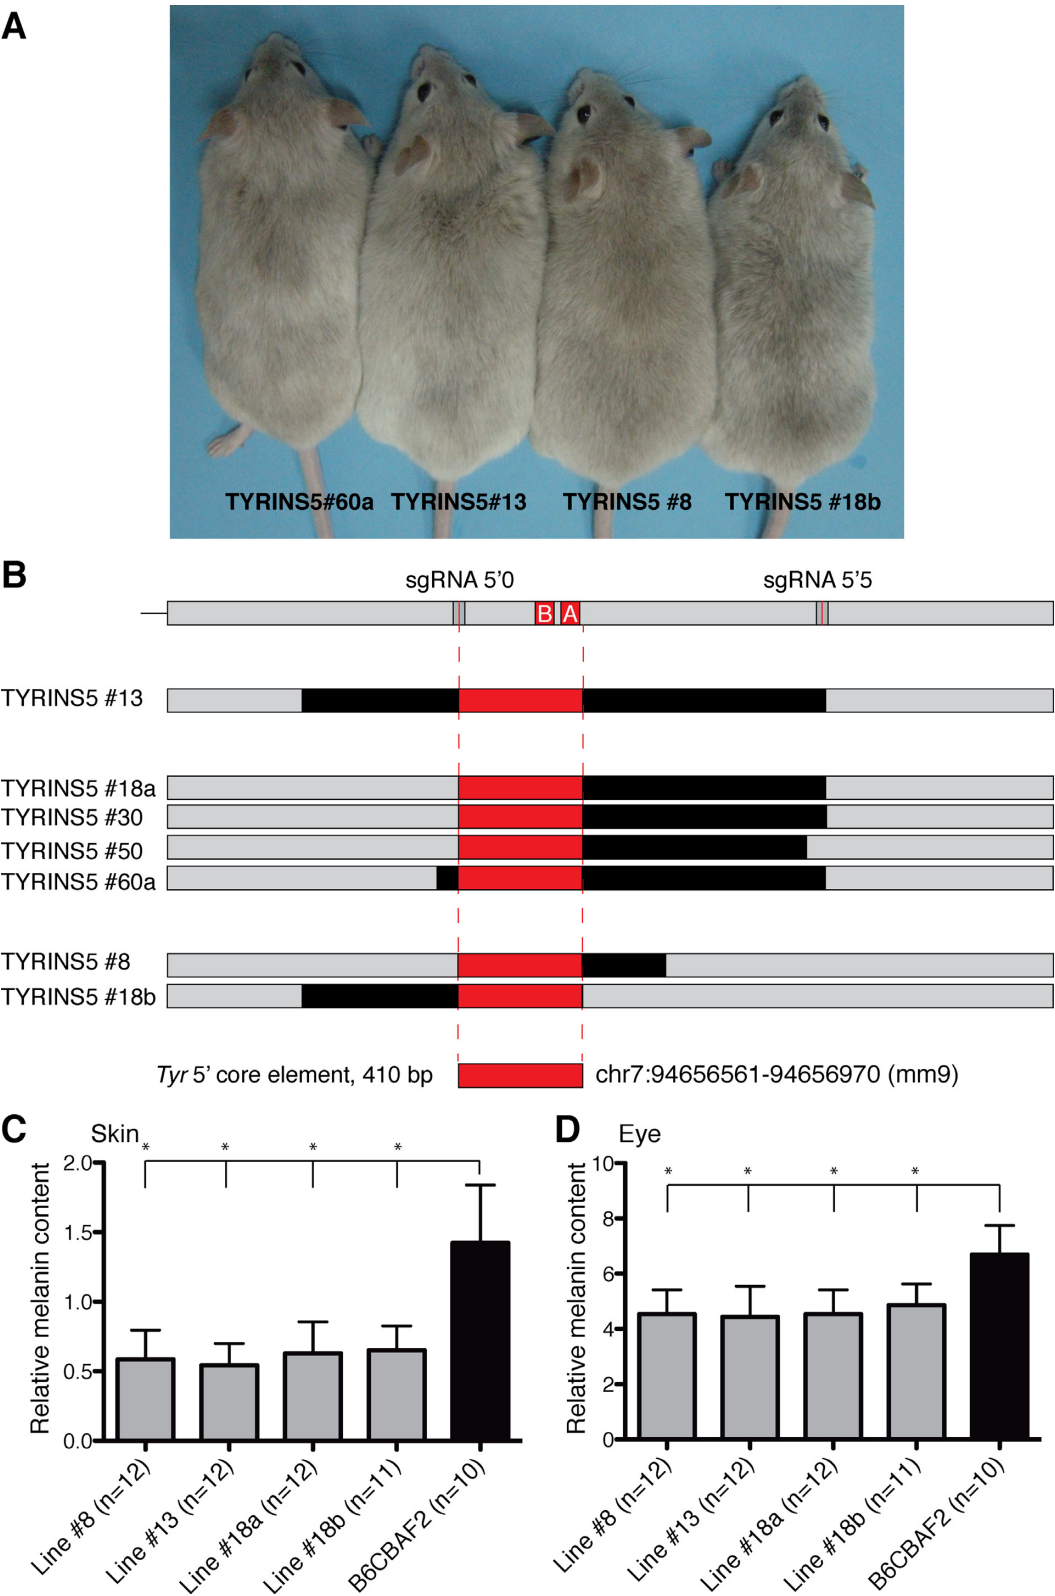 A
TYRINS5#60a TYRINS5#13 TYRINS5 #8 TYRINS5 #18b
B
sgRNA 5'0 sgRNA 5'5
B A
TYRINS5 #13
TYRINS5 #18a
TYRINS5 #30
TYRINS5 #50
TYRINS5 #60a
TYRINS5 #8
TYRINS5 #18b
Tyr 5' core element, 410 bp chr7:94656561-94656970 (mm9)
C
Skin
* * * *
Relative melanin content
2.0
1.5
1.0
0.5
0.0
Line #8 (n=12)
Line #13 (n=12)
Line #18a (n=12)
Line #18b (n=11)
B6CBAF2 (n=10)
D
Eye
* * * *
Relative melanin content
10
8
6
4
2
0
Line #8 (n=12)
Line #13 (n=12)
Line #18a (n=12)
Line #18b (n=11)
B6CBAF2 (n=10)